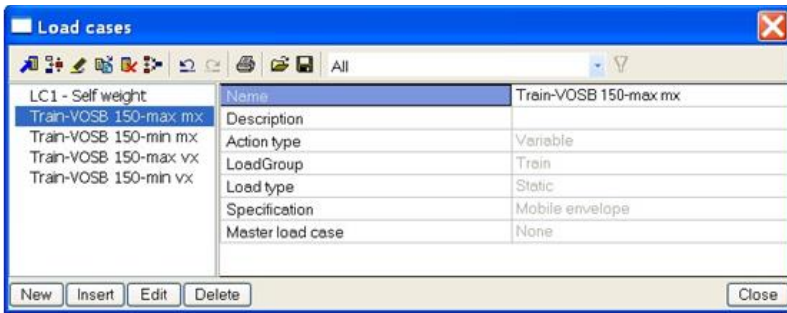 Load cases
All
LC1 - Self weight
Train-VOSB 150-max mx
Train-VOSB 150-min mx
Train-VOSB 150-max vx
Train-VOSB 150-min vx
Name Train-VOSB 150-max mx
Description
Action type Variable
LoadGroup Train
Load type Static
Specification Mobile envelope
Master load case None
New Insert Edit Delete Close